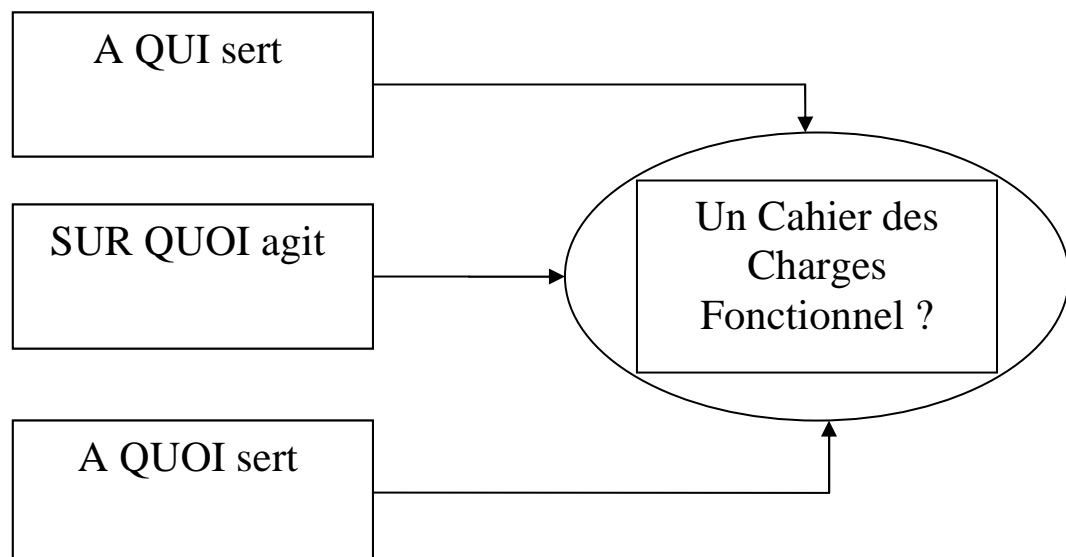 A QUI sert
SUR QUOI agit
Un Cahier des
Charges
Fonctionnel ?
A QUOI sert